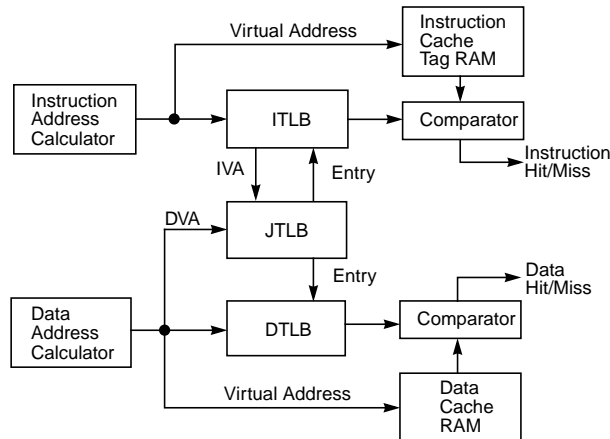 Virtual Address
Instruction
Cache
Tag RAM
Instruction
Address
Calculator
ITLB
Comparator
IVA
Entry
Instruction
Hit/Miss
DVA
JTLB
Entry
Data
Hit/Miss
Data
Address
Calculator
DTLB
Comparator
Virtual Address
Data
Cache
RAM